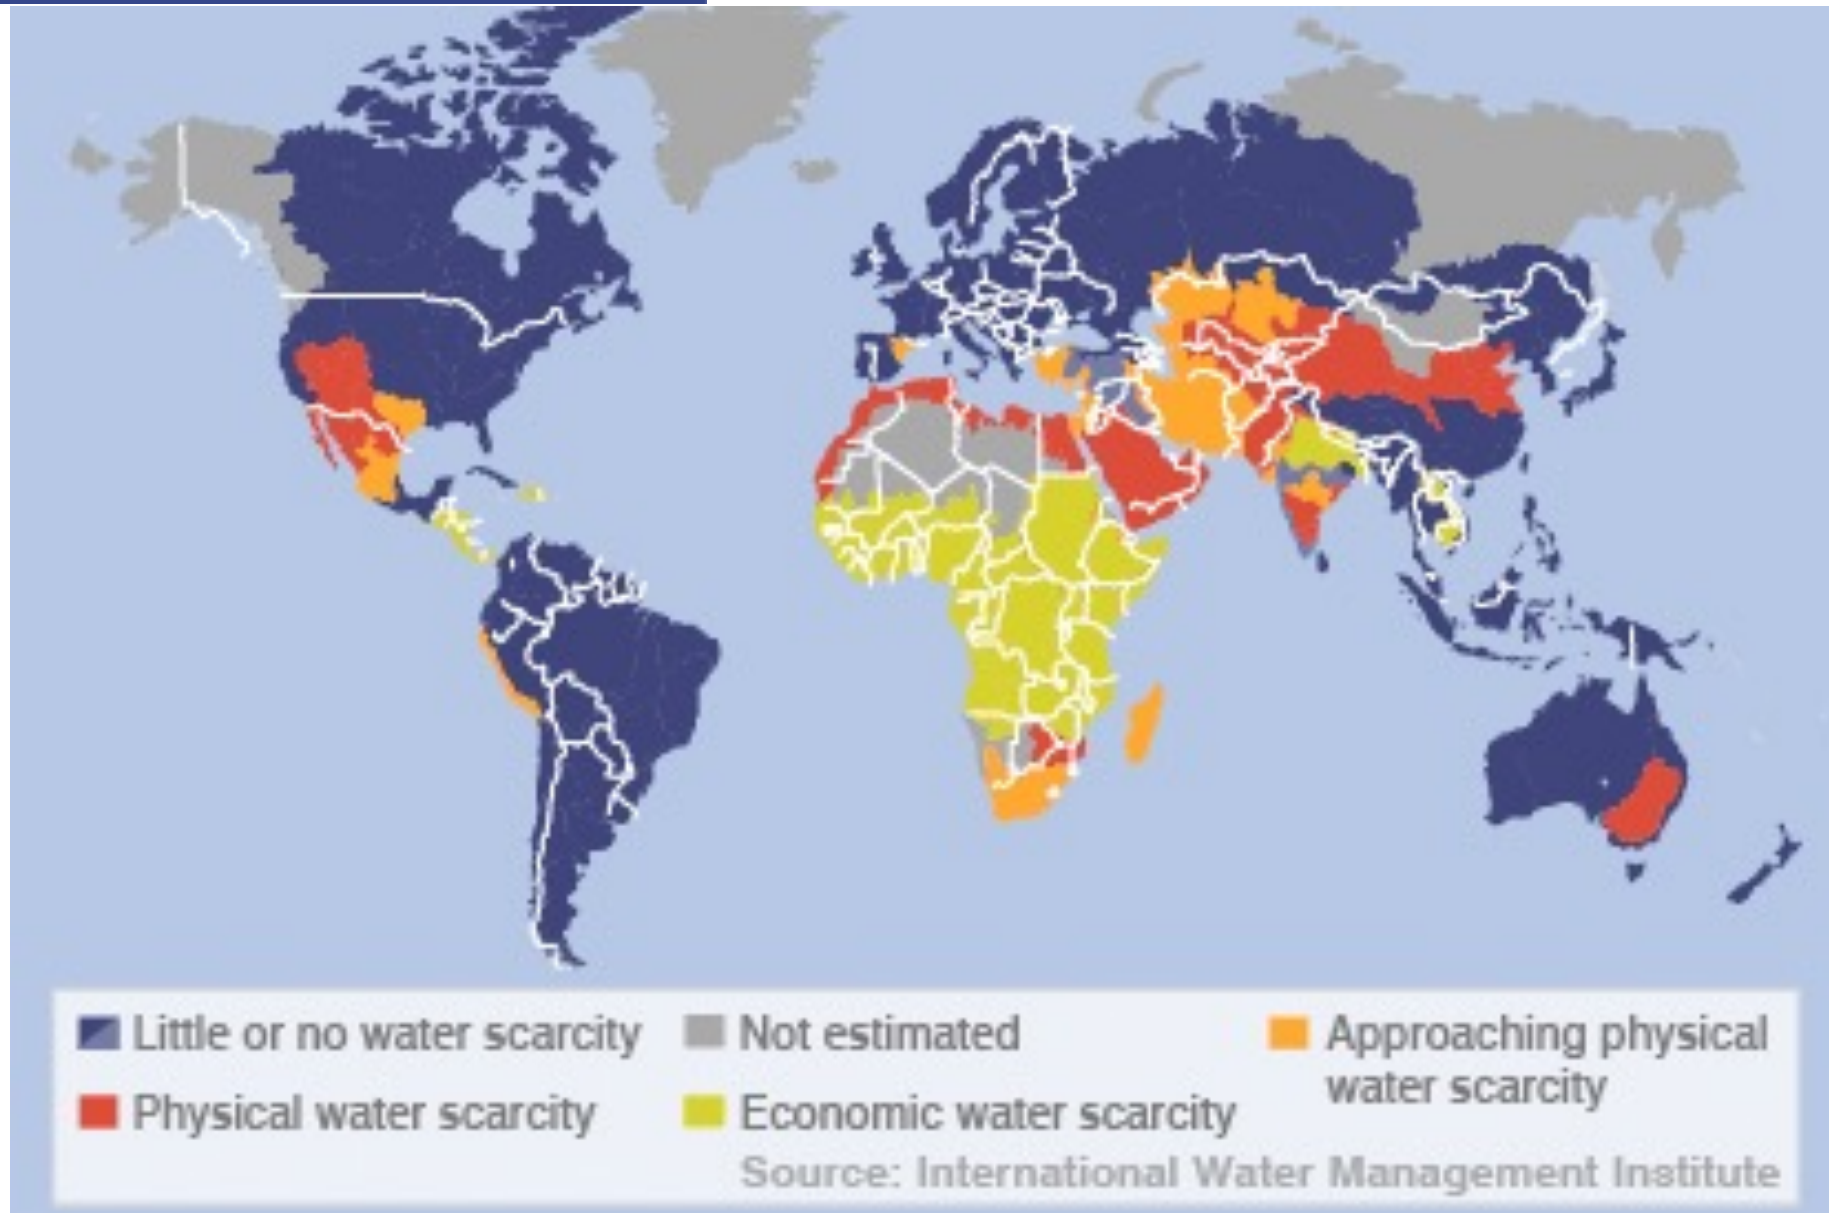 Little or no water scarcity
Not estimated
Approaching physical
water scarcity
Physical water scarcity
Economic water scarcity
Source: International Water Management Institute